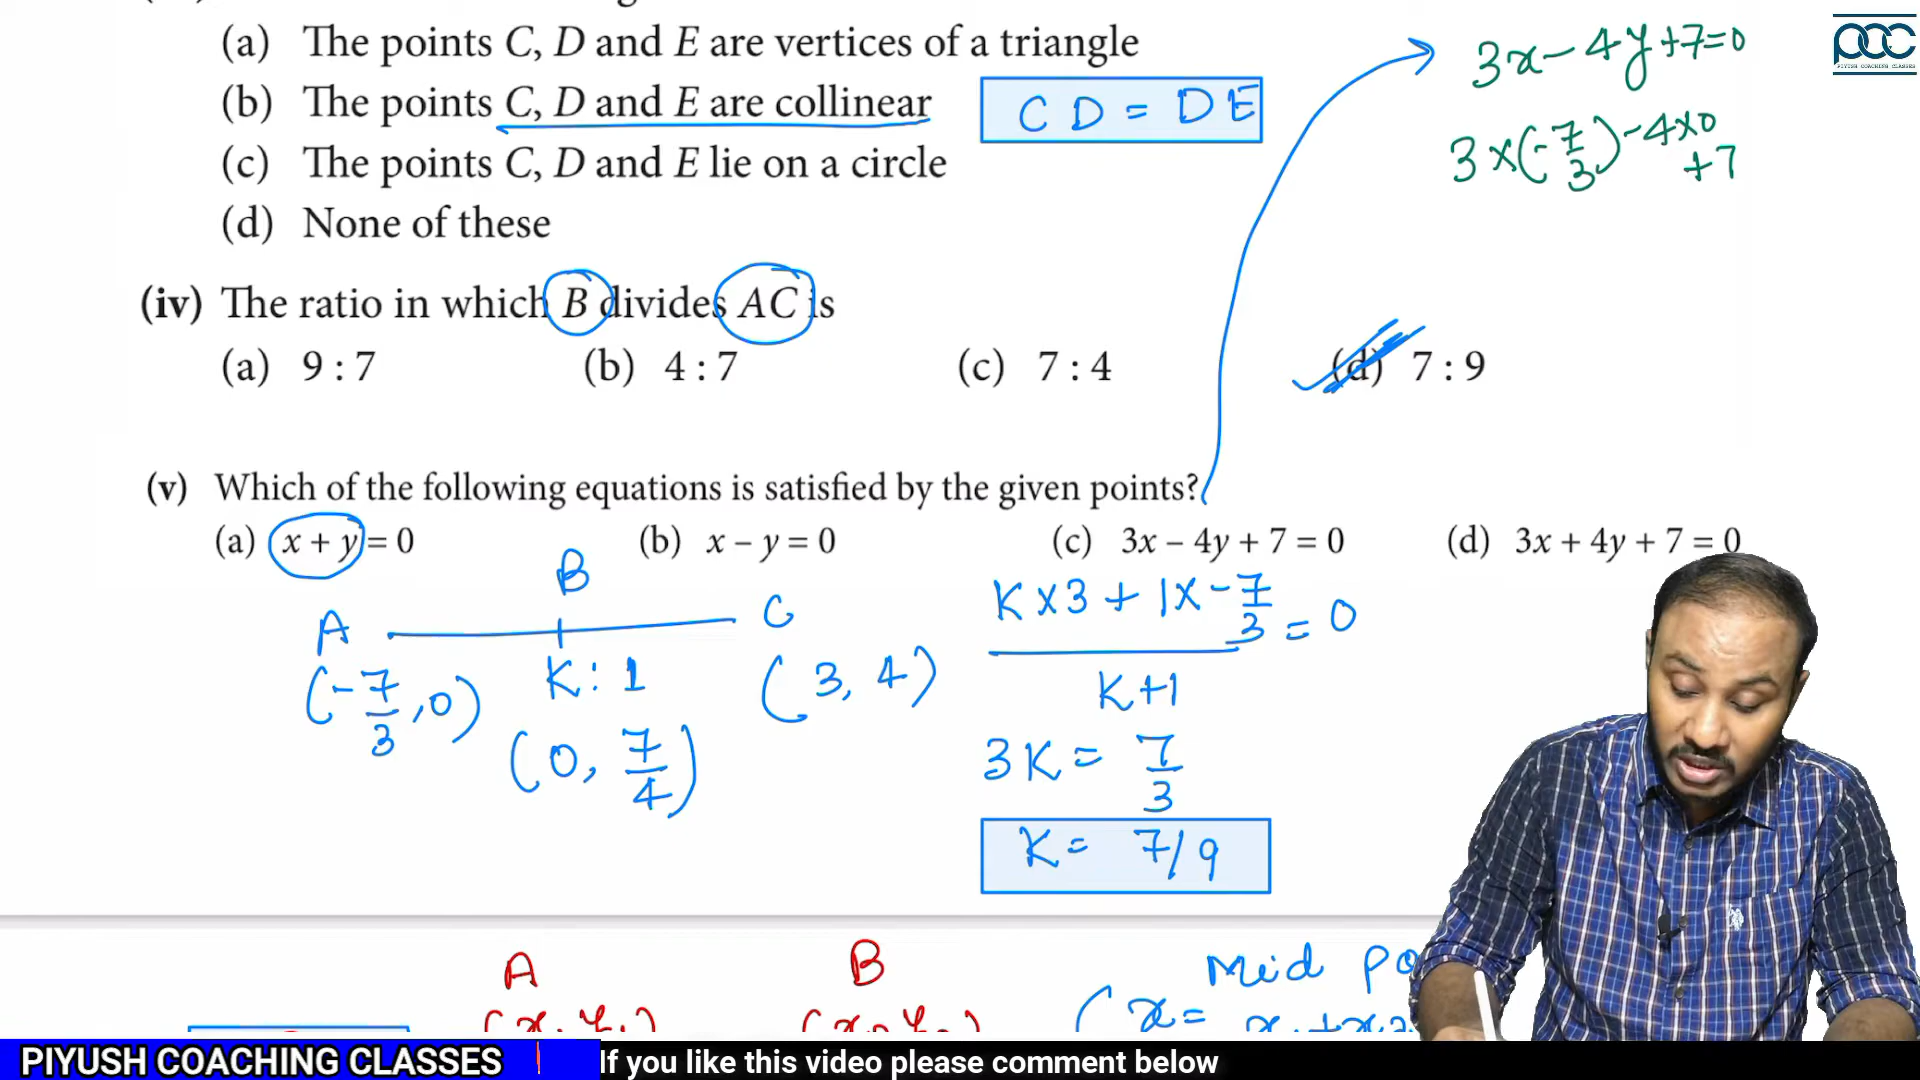 (a) The points C, D and E are vertices of a triangle
(b) The points C, D and E are collinear
CD = DE
(c) The points C, D and E lie on a circle
(d) None of these
3x - 4y + 7 = 0
3 x (-7/3) - 4 x 0
+ 7
PCC
PIYUSH COACHING CLASSES
(iv) The ratio in which B divides AC is
(a) 9 : 7 (b) 4 : 7 (c) 7 : 4 (d) 7 : 9
(v) Which of the following equations is satisfied by the given points?
(a) x + y = 0 (b) x – y = 0 (c) 3x – 4y + 7 = 0 (d) 3x + 4y + 7 = 0
A B C
(-7/3, 0) K : 1 (3, 4)
(0, 7/4)
K x 3 + 1 x -7/3 = 0
K+1
3K = 7/3
K = 7/9
A B Mid
(x=
PIYUSH COACHING CLASSES
If you like this video please comment below